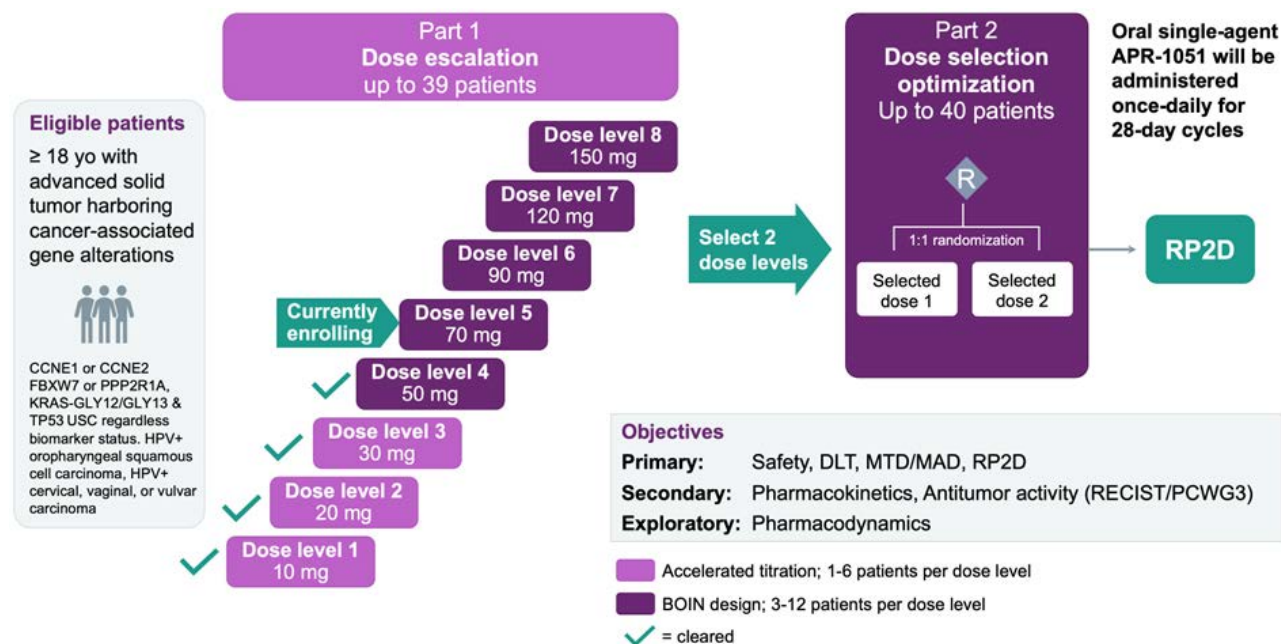 Part 1
Dose escalation
up to 39 patients
Part 2
Dose selection
optimization
Up to 40 patients
Oral single-agent
APR-1051 will be
administered
once-daily for
28-day cycles
Eligible patients
≥ 18 yo with
advanced solid
tumor harboring
cancer-associated
gene alterations
CCNE1 or CCNE2
FBXW7 or PPP2R1A,
KRAS-GLY12/GLY13 &
TP53 USC regardless
biomarker status. HPV+
oropharyngeal squamous
cell carcinoma, HPV+
cervical, vaginal, or vulvar
carcinoma
Dose level 8
150 mg
Dose level 7
120 mg
Dose level 6
90 mg
Currently
enrolling
Dose level 5
70 mg
Dose level 4
50 mg
Dose level 3
30 mg
Dose level 2
20 mg
Dose level 1
10 mg
Select 2
dose levels
R
1:1 randomization
Selected
dose 1
Selected
dose 2
RP2D
Objectives
Primary: Safety, DLT, MTD/MAD, RP2D
Secondary: Pharmacokinetics, Antitumor activity (RECIST/PCWG3)
Exploratory: Pharmacodynamics
Accelerated titration; 1-6 patients per dose level
BOIN design; 3-12 patients per dose level
= cleared